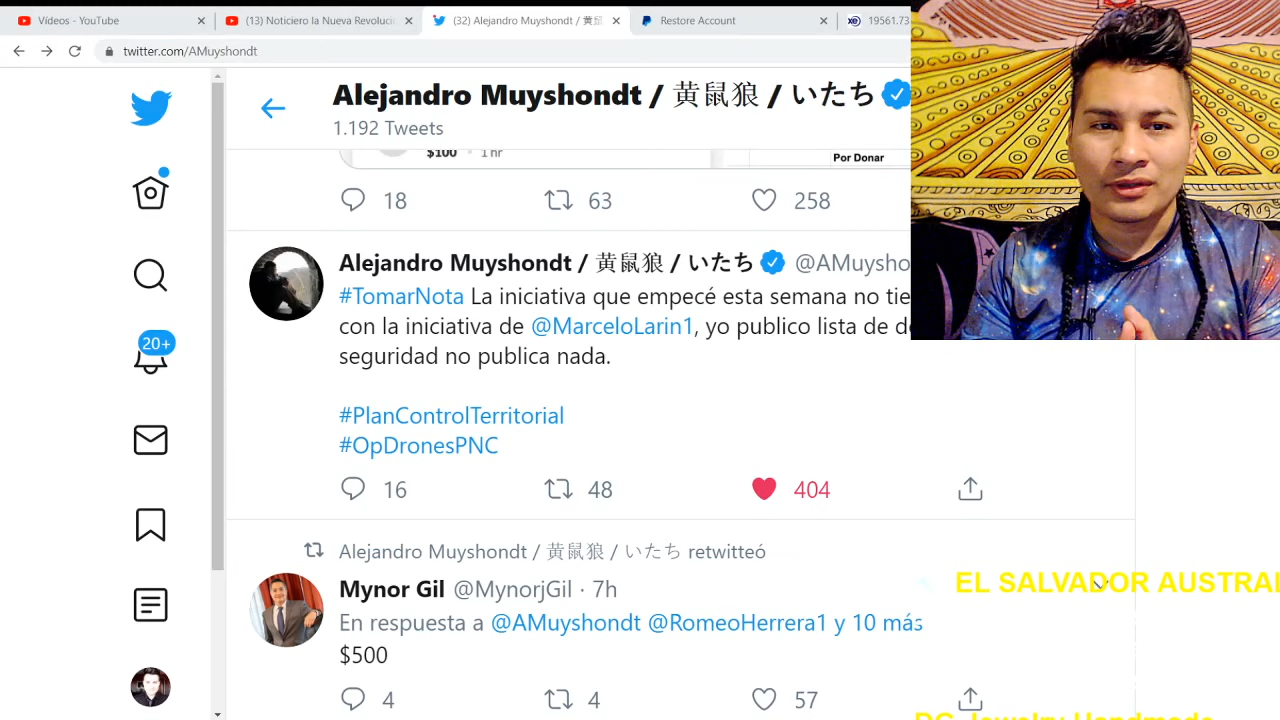 Vídeos - YouTube
(13) Noticiero la Nueva Revoluci
(32) Alejandro Muyshondt / 黄鼠
Restore Account
19561.73
twitter.com/AMuyshondt
Alejandro Muyshondt / 黄鼠狼 / いたち
1.192 Tweets
$100 · 1 hr
Por Donar
18 63 258
Alejandro Muyshondt / 黄鼠狼 / いたち @AMuysho
#TomarNota La iniciativa que empecé esta semana no tie
con la iniciativa de @MarceloLarin1, yo publico lista de
seguridad no publica nada.
#PlanControlTerritorial
#OpDronesPNC
16 48 404
20+
Alejandro Muyshondt / 黄鼠狼 / いたち retwitteó
Mynor Gil @MynorjGil · 7h
En respuesta a @AMuyshondt @RomeoHerrera1 y 10 más
$500
4 4 57
EL SALVADOR AUSTRAL
DG Jewelry Handmade